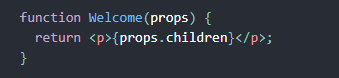 function Welcome(props) {
  return <p>{props.children}</p>;
}